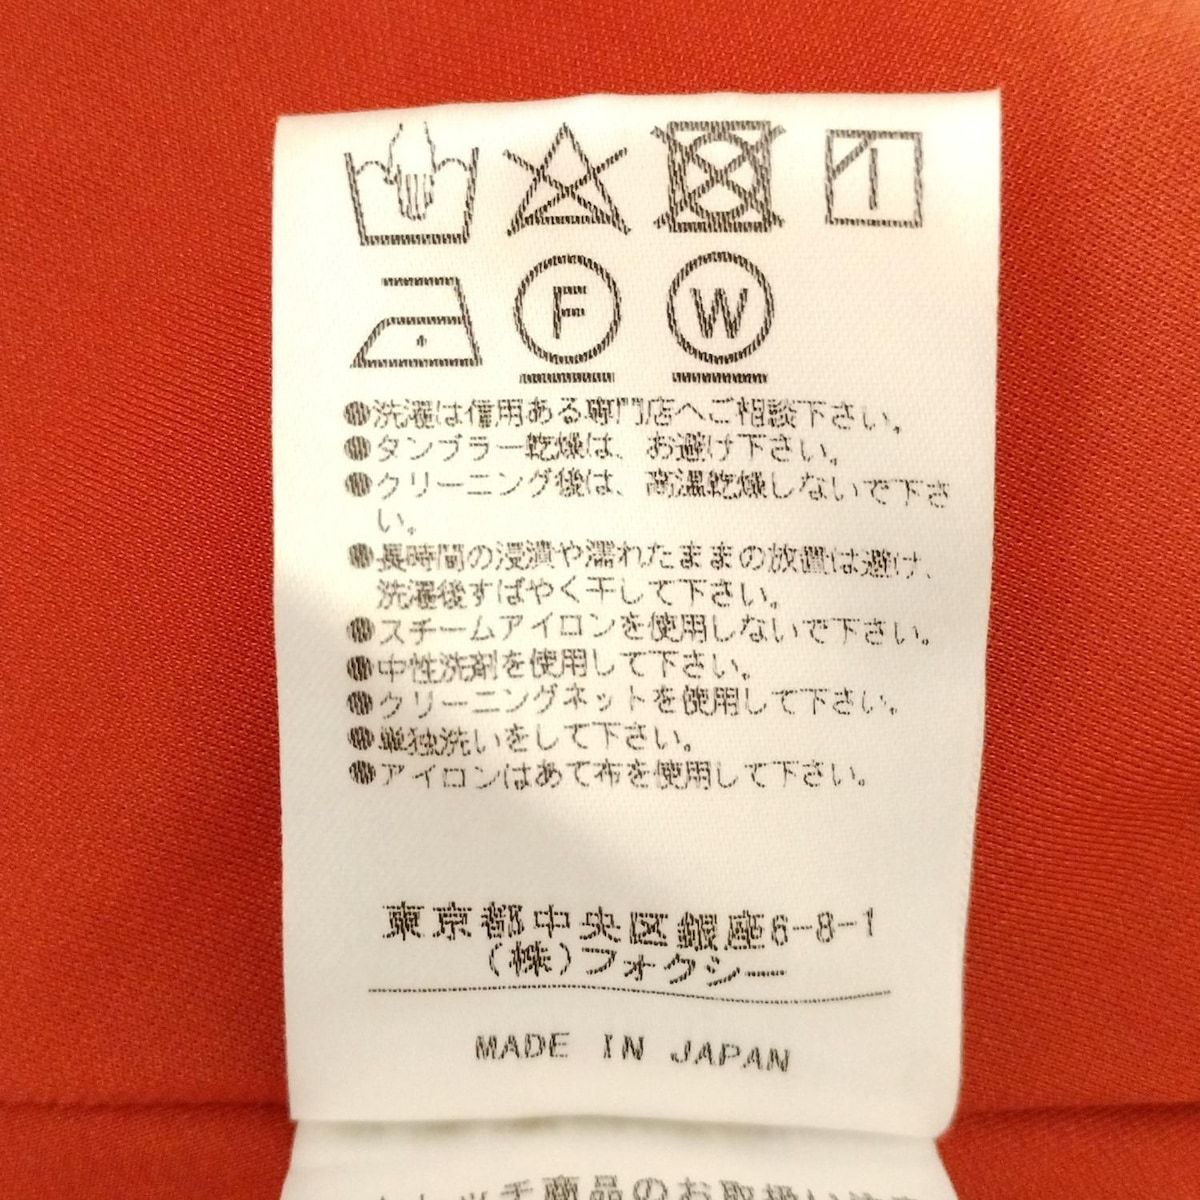 F W
●洗濯は信用ある専門店へご相談下さい。
●タンブラー乾燥は、お避け下さい。
●クリーニング後は、高温乾燥しないで下さ
い。
●長時間の浸漬や濡れたままの放置は避け、
洗濯後すばやく干して下さい。
●スチームアイロンを使用しないで下さい。
●中性洗剤を使用して下さい。
●クリーニングネットを使用して下さい。
●単独洗いをして下さい。
●アイロンはあて布を使用して下さい。
東京都中央区銀座6-8-1
(株)フォクシー
MADE IN JAPAN
商品のお取扱い